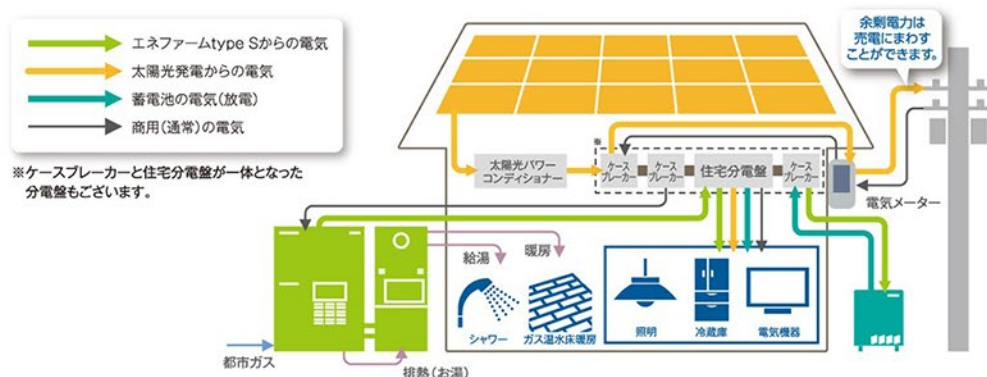 エネファームtype Sからの電気
太陽光発電からの電気
蓄電池の電気(放電)
商用(通常)の電気
※ケースブレーカーと住宅分電盤が一体となった
分電盤もございます。
余剰電力は
売電にまわす
ことができます。
※
太陽光パワー
コンディショナー
ケース
ブレーカー
ケース
ブレーカー
住宅分電盤
ケース
ブレーカー
電気メーター
給湯
暖房
シャワー
ガス温水床暖房
照明
冷蔵庫
電気機器
都市ガス
排熱(お湯)